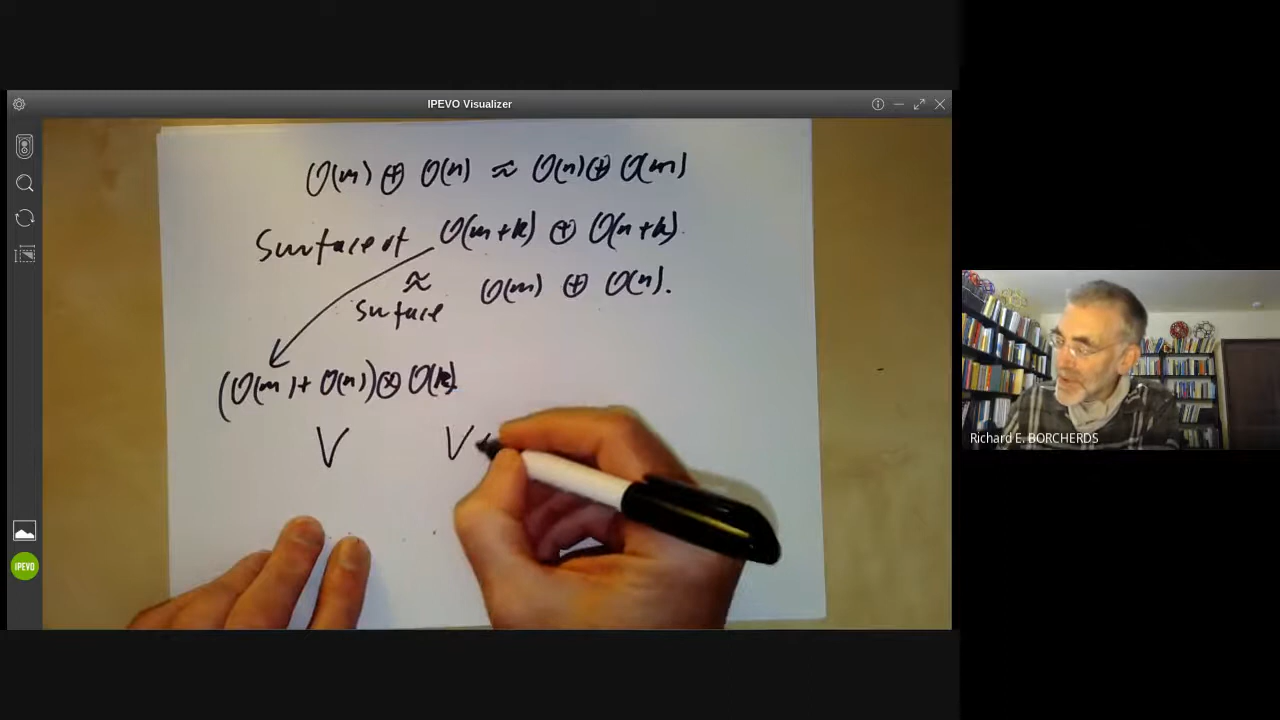 IPEVO Visualizer
O(m) ⊕ O(n) ≈ O(n) ⊕ O(m)
Surface of O(m+k) ⊕ O(n+k).
≈
surface O(m) ⊕ O(n).
(O(m)+O(n))⊗O(k)
V V
Richard E. BORCHERDS
IPEVO